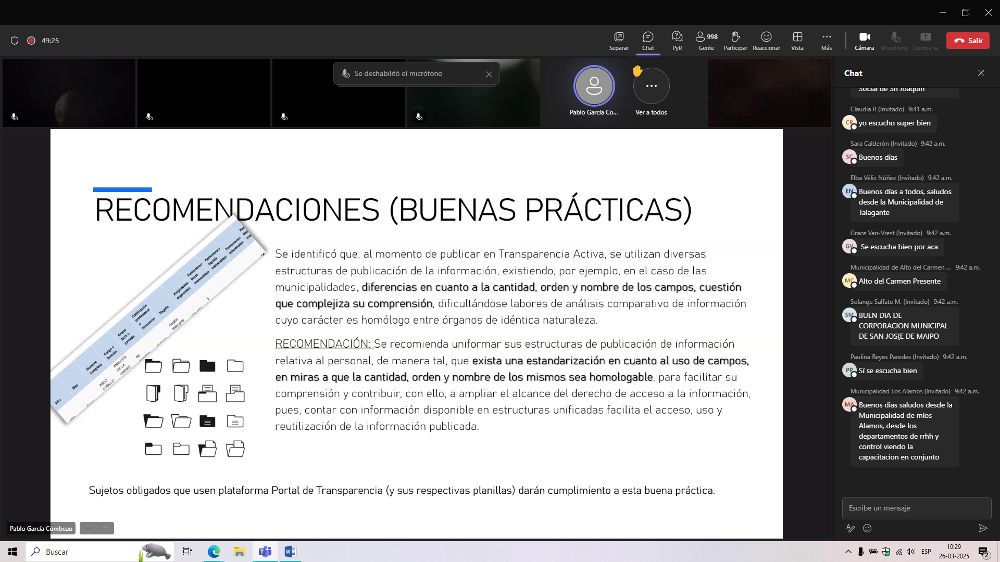 49:25
Separar
Chat
PyR
998
Gente
Participar
Reaccionar
Vista
Más
Cámara
Micrófono
Comparte
Salir
Se deshabilitó el micrófono
Pablo García Co...
Ver a todos
RECOMENDACIONES (BUENAS PRÁCTICAS)
Año
Mes
Nombre
completo
Cargo o
función
Grado
EUS o
jornada
Calificación
profesional
o
formación
Región
Asignacion
especiales
Remunerac
bruta
mensualizad
Remuneraci
líquida
mensualizad
Remunerac
adicionales
ABDO
CUBILLO
ANALISTA
DE LA
UNIDAD
No
Región
Metropolit
$
Se identificó que, al momento de publicar en Transparencia Activa, se utilizan diversas
estructuras de publicación de la información, existiendo, por ejemplo, en el caso de las
municipalidades, diferencias en cuanto a la cantidad, orden y nombre de los campos, cuestión
que complejiza su comprensión, dificultándose labores de análisis comparativo de información
cuyo carácter es homólogo entre órganos de idéntica naturaleza.
RECOMENDACIÓN: Se recomienda uniformar sus estructuras de publicación de información
relativa al personal, de manera tal, que exista una estandarización en cuanto al uso de campos,
en miras a que la cantidad, orden y nombre de los mismos sea homologable, para facilitar su
comprensión y contribuir, con ello, a ampliar el alcance del derecho de acceso a la información,
pues, contar con información disponible en estructuras unificadas facilita el acceso, uso y
reutilización de la información publicada.
Sujetos obligados que usen plataforma Portal de Transparencia (y sus respectivas planillas) darán cumplimiento a esta buena práctica.
Pablo García Combeau
Chat
Social de Sn Joaquin
Claudia R (Invitado) 9:41 a.m.
CR
yo escucho super bien
Sara Calderón (Invitado) 9:42 a.m.
SC
Buenos días
Elba Véliz Núñez (Invitado) 9:42 a.m.
EN
Buenos días a todos, saludos
desde la Municipalidad de
Talagante
Grace Van-Vrest (Invitado) 9:42 a.m.
GV
Se escucha bien por aca
Municipalidad de Alto del Carmen ... 9:42 a.m.
MC
Alto del Carmen Presente
Solange Salfate M. (Invitado) 9:42 a.m.
SM
BUEN DIA DE
CORPORACION MUNICIPAL
DE SAN JOS{E DE MAIPO
Paulina Reyes Paredes (Invitado) 9:42 a.m.
PP
Sí se escucha bien
Municipalidad Los Alamos (Invitado) 9:42 a.m.
MA
Buenos dias saludos desde la
Municipalidad de mlos
Alamos, desde los
departamentos de rrhh y
control viendo la
capacitacion en conjunto
Escribe un mensaje
Buscar
ESP
10:29
26-03-2025
2